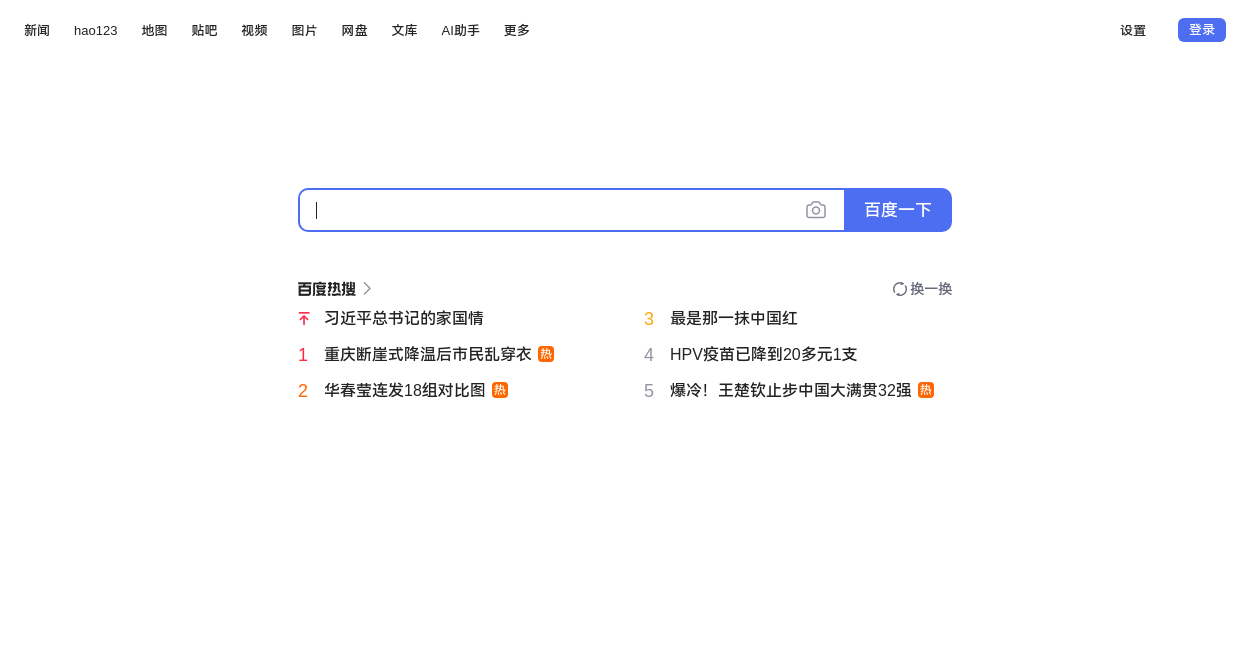 新闻 hao123 地图 贴吧 视频 图片 网盘 文库 AI助手 更多 设置 登录
百度一下
百度热搜 换一换
习近平总书记的家国情
1 重庆断崖式降温后市民乱穿衣 热
2 华春莹连发18组对比图 热
3 最是那一抹中国红
4 HPV疫苗已降到20多元1支
5 爆冷！王楚钦止步中国大满贯32强 热